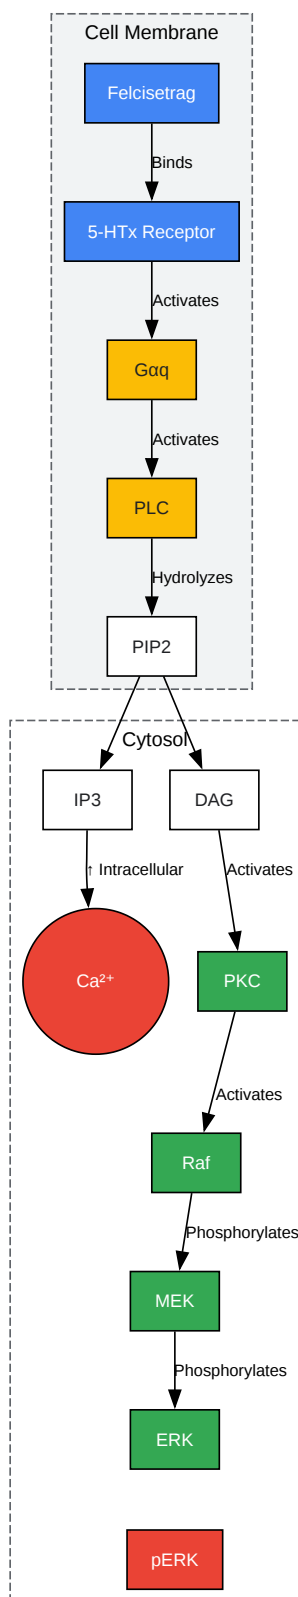 Cell Membrane
Felcisetrag
Binds
5-HTx Receptor
Activates
Gαq
Activates
PLC
Hydrolyzes
PIP2
Cytosol
IP3
DAG
↑ Intracellular
Activates
Ca²⁺
PKC
Activates
Raf
Phosphorylates
MEK
Phosphorylates
ERK
pERK